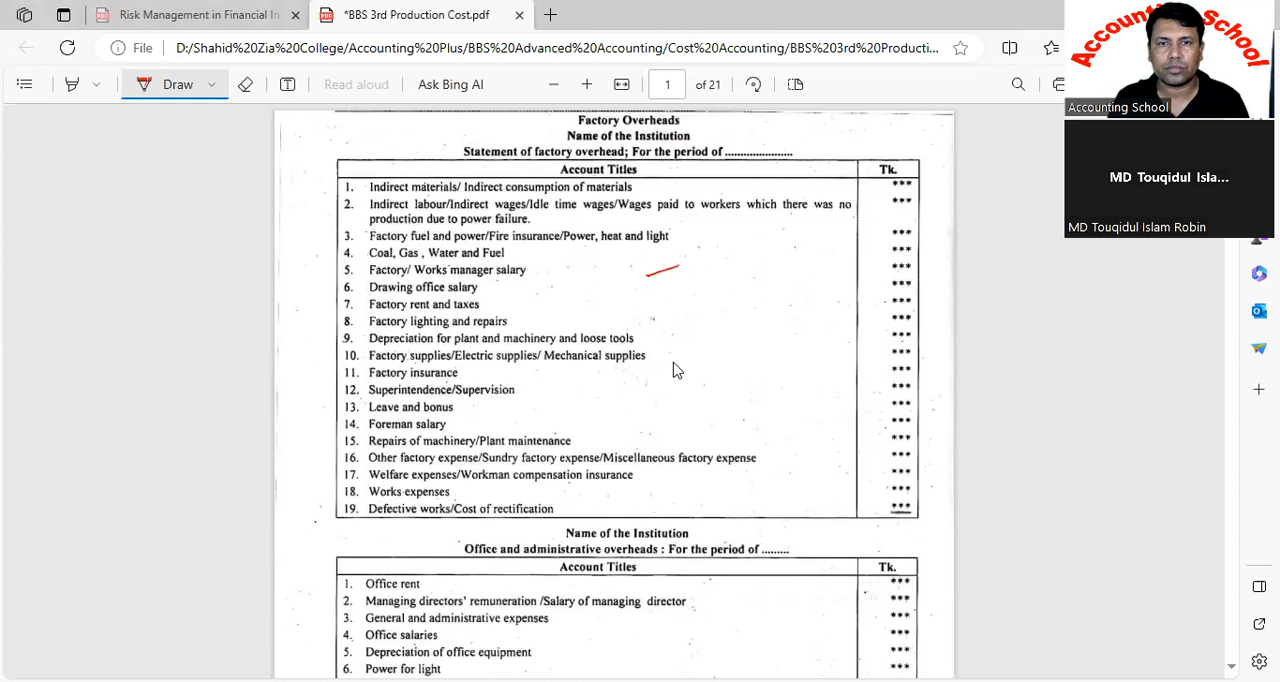 Risk Management in Financial In
*BBS 3rd Production Cost.pdf
File
D:/Shahid%20Zia%20College/Accounting%20Plus/BBS%20Advanced%20Accounting/Cost%20Accounting/BBS%203rd%20Producti...
Draw
Read aloud
Ask Bing AI
1
of 21
Accounting School
Accounting School
MD Touqidul Isla...
MD Touqidul Islam Robin
Factory Overheads
Name of the Institution
Statement of factory overhead; For the period of ......................
Account Titles Tk.
1. Indirect materials/ Indirect consumption of materials ***
2. Indirect labour/Indirect wages/Idle time wages/Wages paid to workers which there was no ***
production due to power failure.
3. Factory fuel and power/Fire insurance/Power, heat and light ***
4. Coal, Gas , Water and Fuel ***
5. Factory/ Works manager salary ***
6. Drawing office salary ***
7. Factory rent and taxes ***
8. Factory lighting and repairs ***
9. Depreciation for plant and machinery and loose tools ***
10. Factory supplies/Electric supplies/ Mechanical supplies ***
11. Factory insurance ***
12. Superintendence/Supervision ***
13. Leave and bonus ***
14. Foreman salary ***
15. Repairs of machinery/Plant maintenance ***
16. Other factory expense/Sundry factory expense/Miscellaneous factory expense ***
17. Welfare expenses/Workman compensation insurance ***
18. Works expenses ***
19. Defective works/Cost of rectification ***
Name of the Institution
Office and administrative overheads : For the period of .........
Account Titles Tk.
1. Office rent ***
2. Managing directors' remuneration /Salary of managing director ***
3. General and administrative expenses ***
4. Office salaries ***
5. Depreciation of office equipment ***
6. Power for light ***